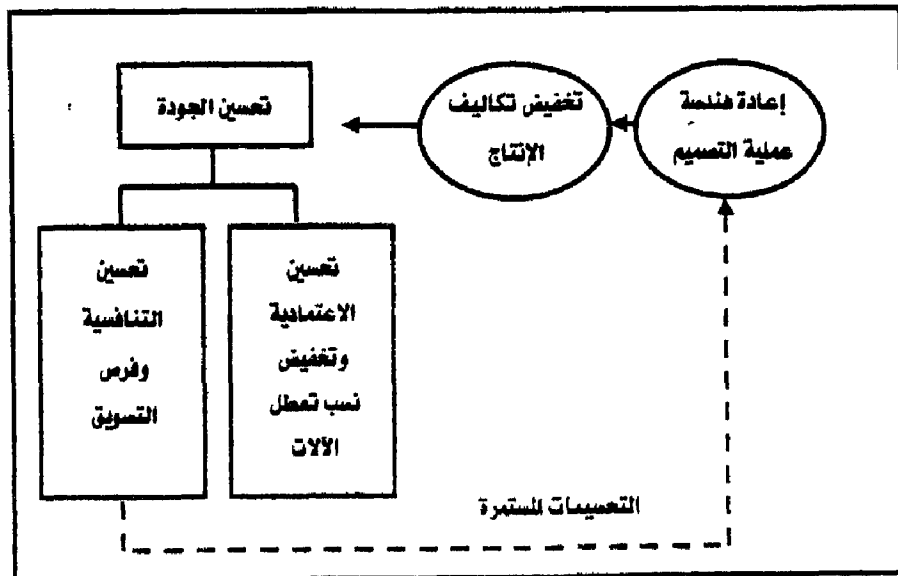 إعادة هندسة
عملية التصميم
تخفيض تكاليف
الإنتاج
تحسين الجودة
تحسين
الاعتمادية
وتخفيض
نسب تعطل
الآلات
تحسين
التنافسية
وفرص
التسويق
التحسينات المستمرة